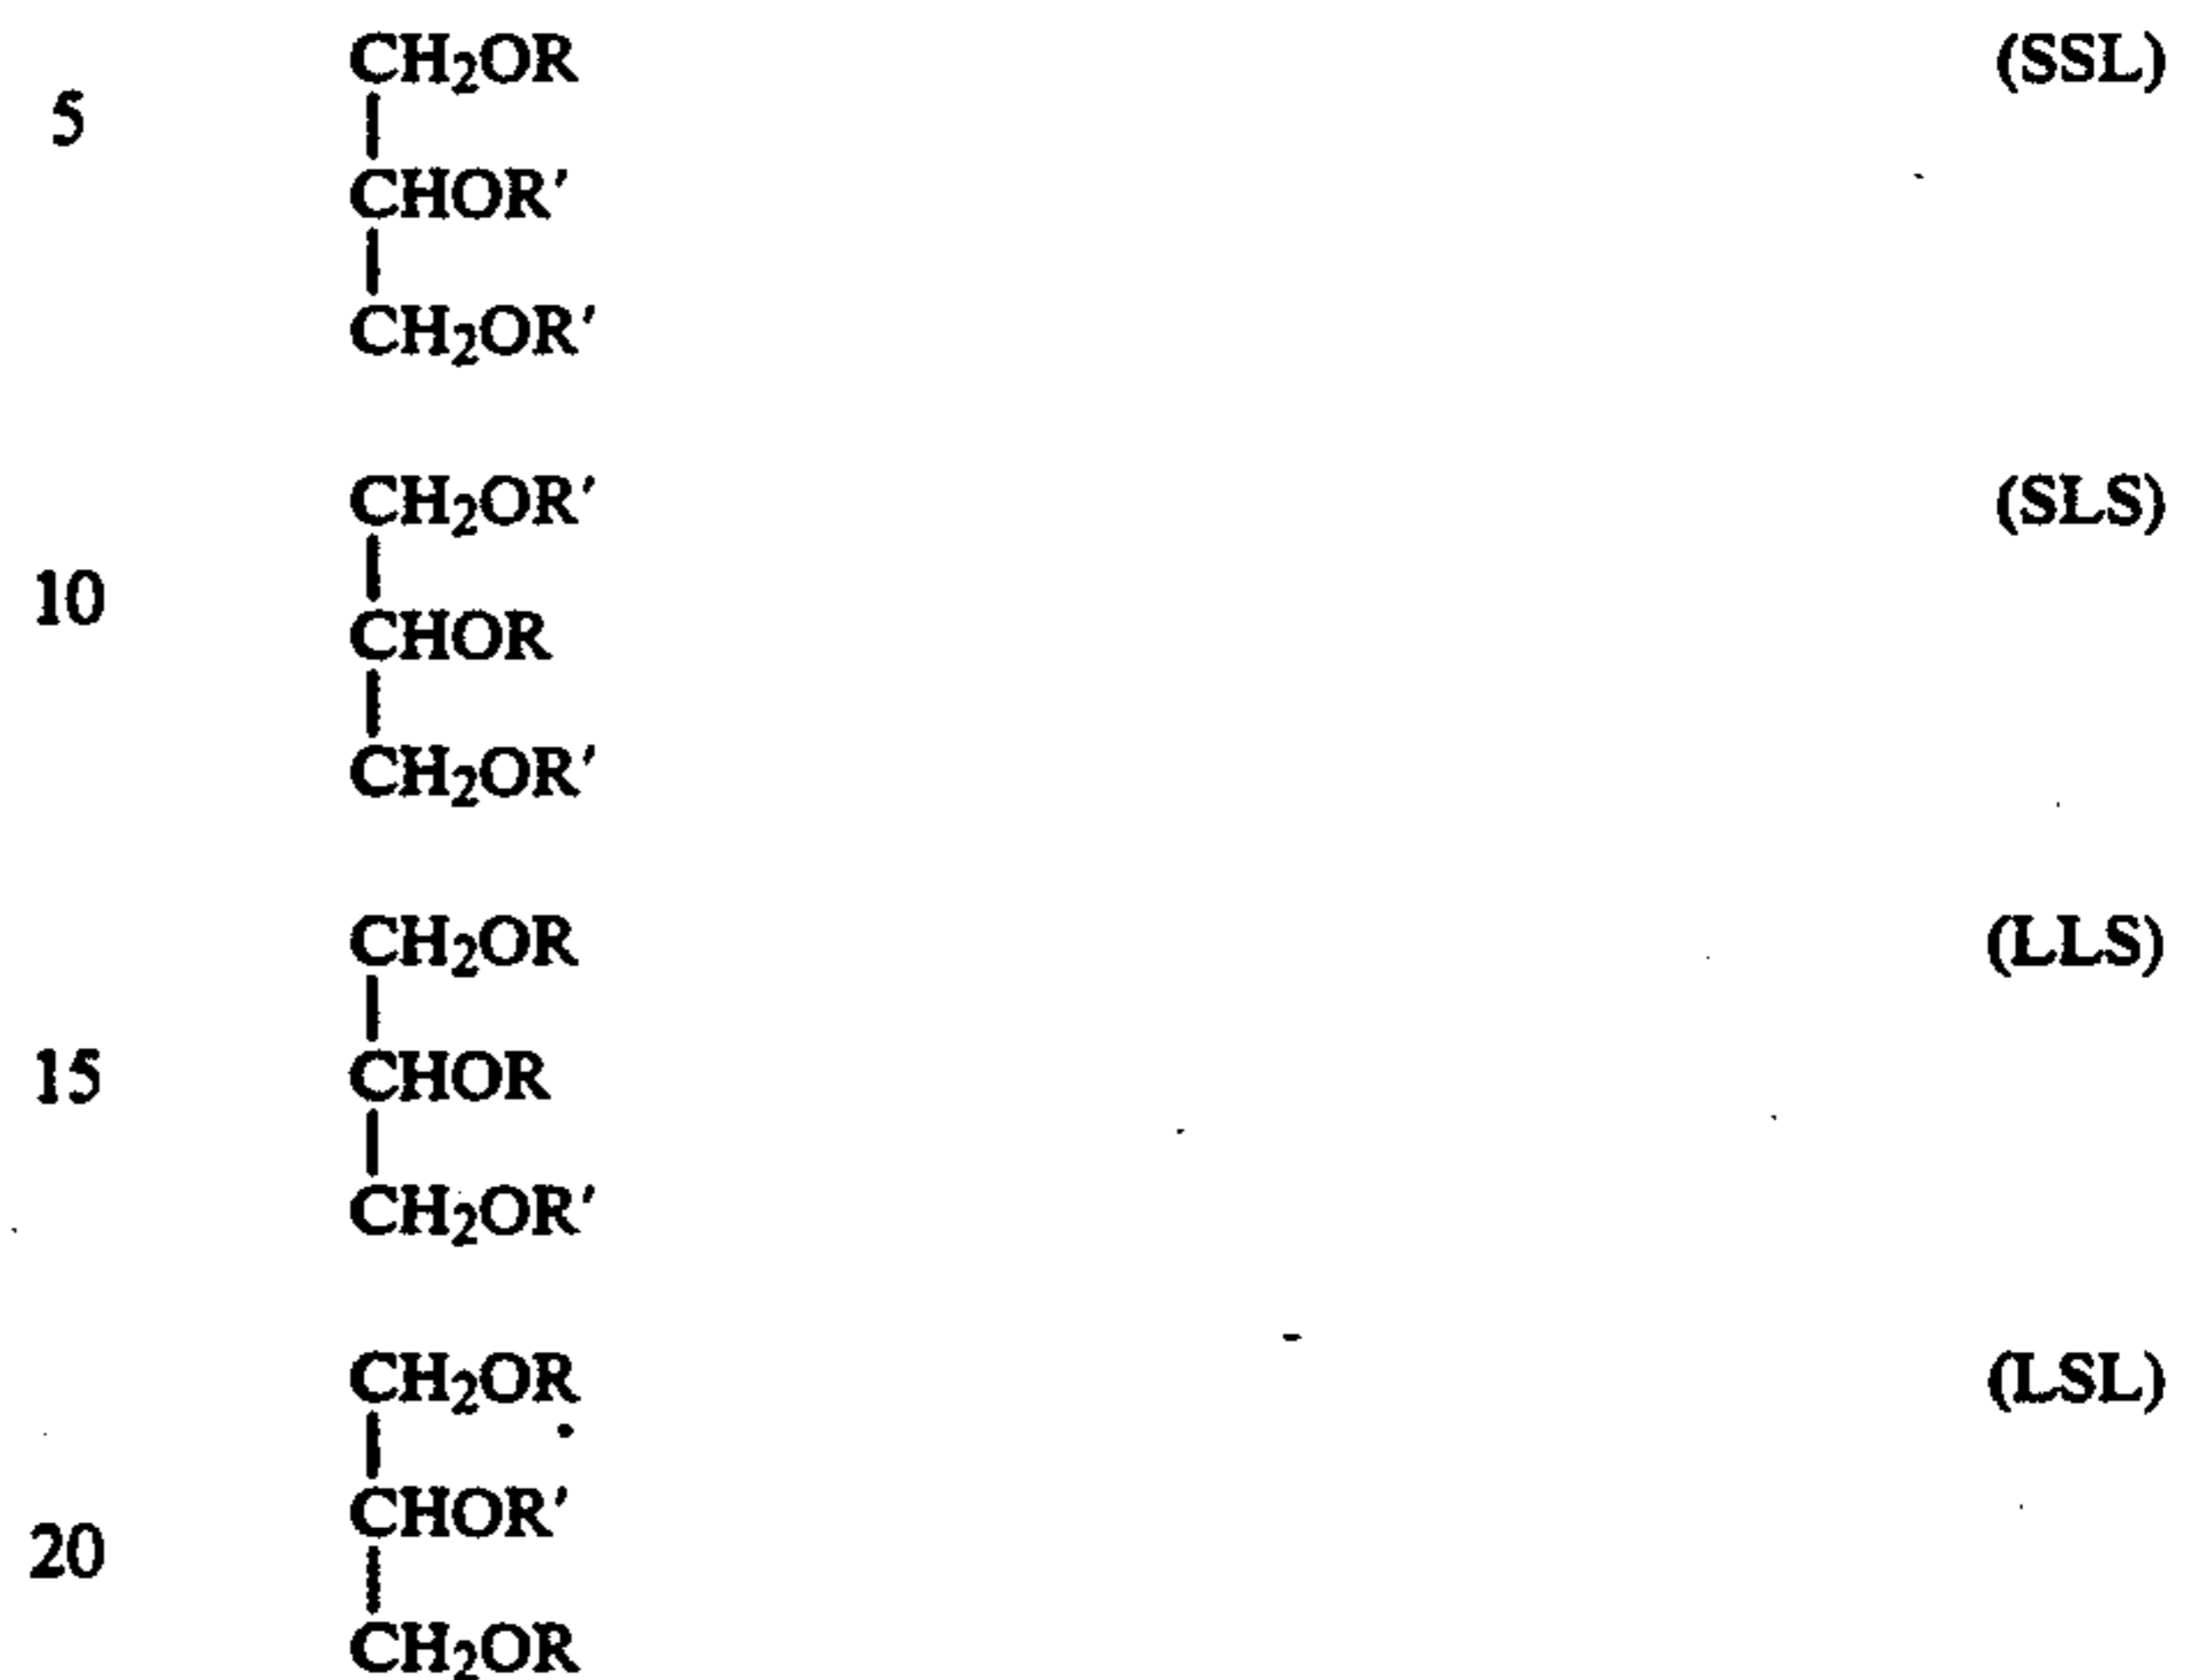 CH₂OR (SSL)
5
CHOR′
CH₂OR′
CH₂OR′ (SLS)
10
CHOR
CH₂OR′
CH₂OR (LLS)
15
CHOR
CH₂OR′
CH₂OR (LSL)
CHOR′
20
CH₂OR